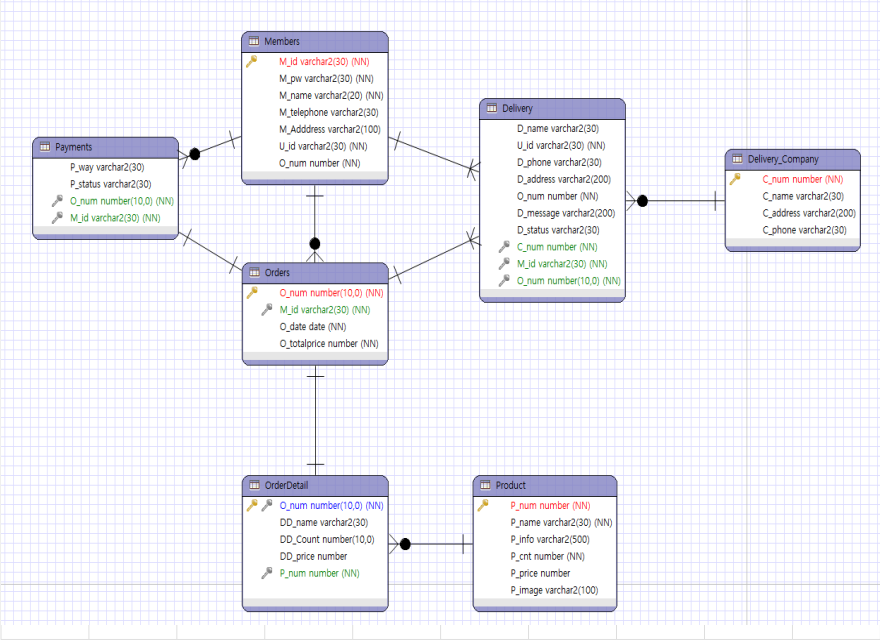 Members
M_id varchar2(30) (NN)
M_pw varchar2(30) (NN)
M_name varchar2(20) (NN)
M_telephone varchar2(30)
M_Adddress varchar2(100)
U_id varchar2(30) (NN)
O_num number (NN)
Payments
P_way varchar2(30)
P_status varchar2(30)
O_num number(10,0) (NN)
M_id varchar2(30) (NN)
Delivery
D_name varchar2(30)
U_id varchar2(30) (NN)
D_phone varchar2(30)
D_address varchar2(200)
O_num number (NN)
D_message varchar2(200)
D_status varchar2(30)
C_num number (NN)
M_id varchar2(30) (NN)
O_num number(10,0) (NN)
Delivery_Company
C_num number (NN)
C_name varchar2(30)
C_address varchar2(200)
C_phone varchar2(30)
Orders
O_num number(10,0) (NN)
M_id varchar2(30) (NN)
O_date date (NN)
O_totalprice number (NN)
OrderDetail
O_num number(10,0) (NN)
DD_name varchar2(30)
DD_Count number(10,0)
DD_price number
P_num number (NN)
Product
P_num number (NN)
P_name varchar2(30) (NN)
P_info varchar2(500)
P_cnt number (NN)
P_price number
P_image varchar2(100)